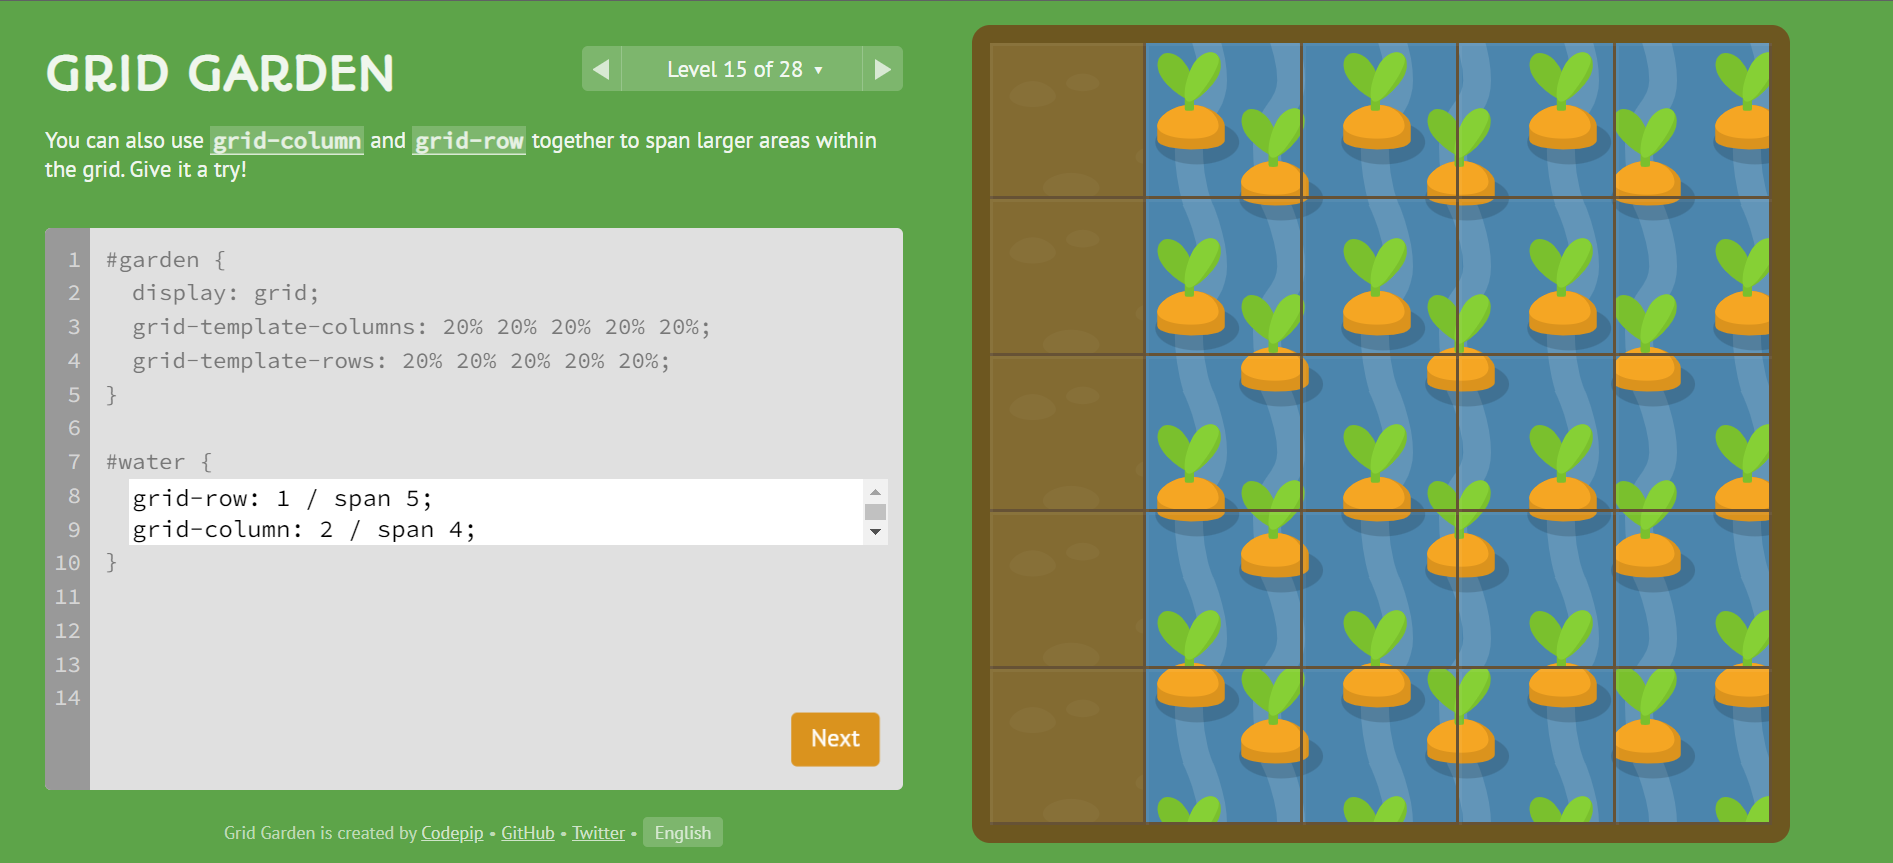 GRID GARDEN
Level 15 of 28 ▾
You can also use grid-column and grid-row together to span larger areas within
the grid. Give it a try!
1 #garden {
2 display: grid;
3 grid-template-columns: 20% 20% 20% 20% 20%;
4 grid-template-rows: 20% 20% 20% 20% 20%;
5 }
6
7 #water {
8 grid-row: 1 / span 5;
9 grid-column: 2 / span 4;
10 }
11
12
13
14
Next
Grid Garden is created by Codepip • GitHub • Twitter • English